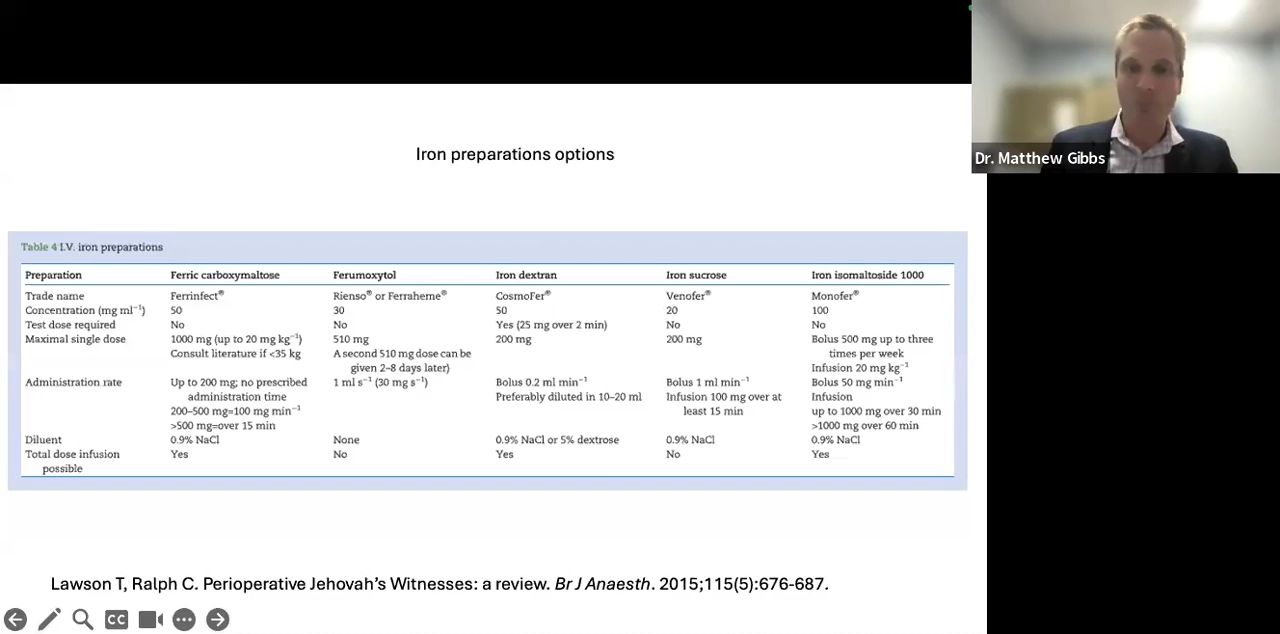 Dr. Matthew Gibbs
Iron preparations options
Table 4 I.V. iron preparations
Preparation Ferric carboxymaltose Ferumoxytol Iron dextran Iron sucrose Iron isomaltoside 1000
Trade name Ferrinfect® Rienso® or Ferraheme® CosmoFer® Venofer® Monofer®
Concentration (mg ml⁻¹) 50 30 50 20 100
Test dose required No No Yes (25 mg over 2 min) No No
Maximal single dose 1000 mg (up to 20 mg kg⁻¹) 510 mg 200 mg 200 mg Bolus 500 mg up to three
Consult literature if <35 kg A second 510 mg dose can be times per week
given 2–8 days later) Infusion 20 mg kg⁻¹
Administration rate Up to 200 mg; no prescribed 1 ml s⁻¹ (30 mg s⁻¹) Bolus 0.2 ml min⁻¹ Bolus 1 ml min⁻¹ Bolus 50 mg min⁻¹
administration time Preferably diluted in 10–20 ml Infusion 100 mg over at Infusion
200–500 mg=100 mg min⁻¹ least 15 min up to 1000 mg over 30 min
>500 mg=over 15 min >1000 mg over 60 min
Diluent 0.9% NaCl None 0.9% NaCl or 5% dextrose 0.9% NaCl 0.9% NaCl
Total dose infusion Yes No Yes No Yes
possible
Lawson T, Ralph C. Perioperative Jehovah's Witnesses: a review. Br J Anaesth. 2015;115(5):676-687.
CC